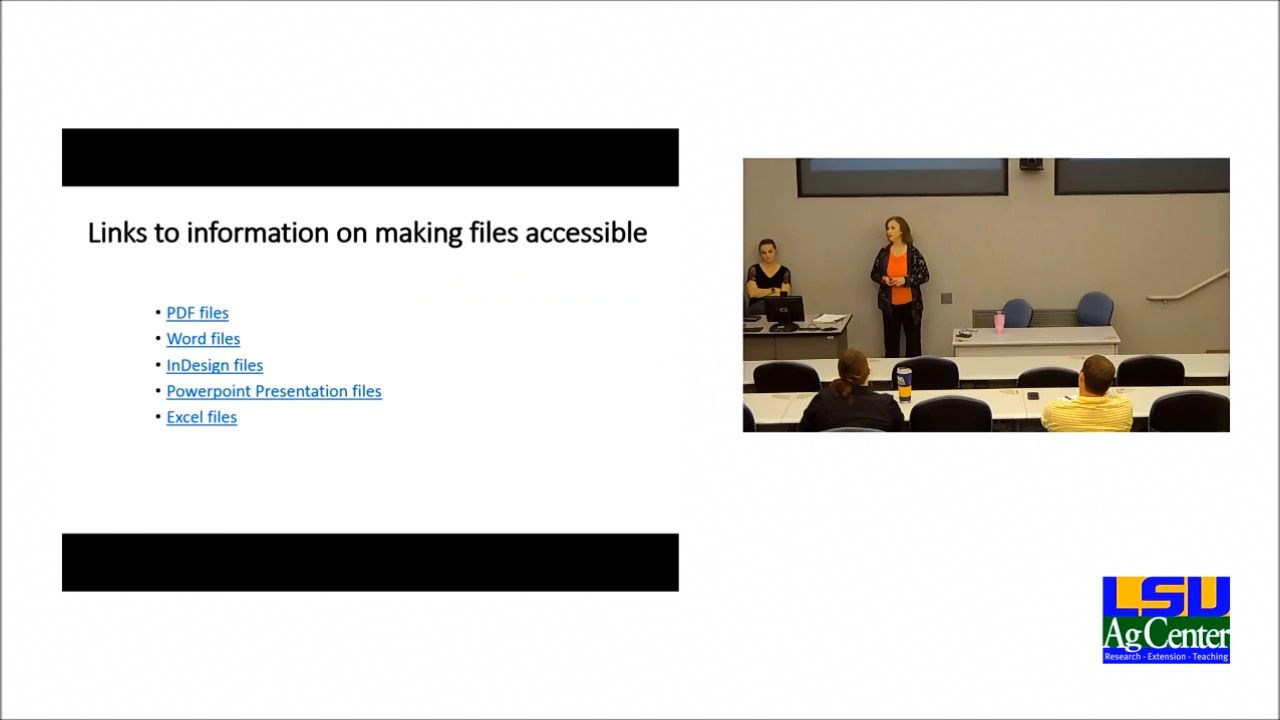 Links to information on making files accessible
• PDF files
• Word files
• InDesign files
• Powerpoint Presentation files
• Excel files
LSU
AgCenter
Research - Extension - Teaching